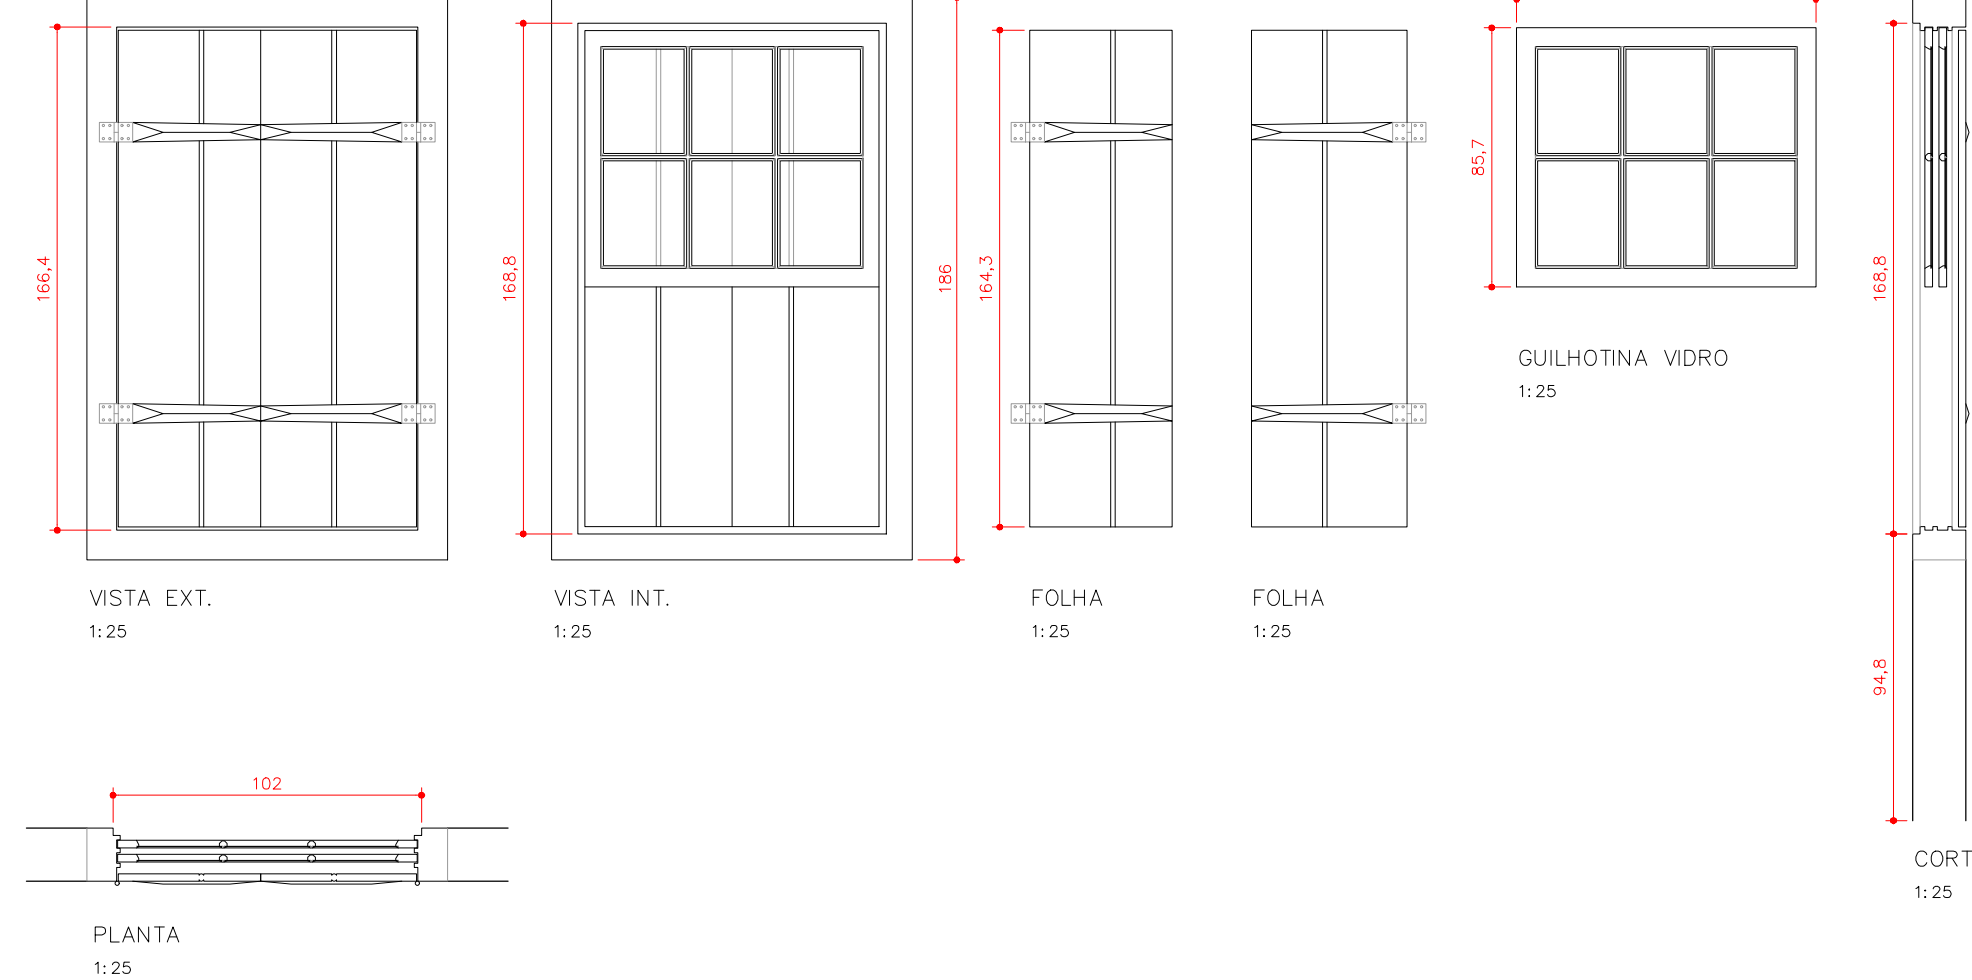 166,4
168,8
186
164,3
85,7
168,8
GUILHOTINA VIDRO
1:25
VISTA EXT.
1:25
VISTA INT.
1:25
FOLHA
1:25
FOLHA
1:25
94,8
102
CORT
1:25
PLANTA
1:25